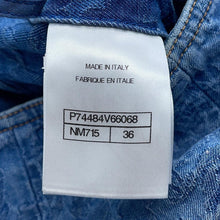 MADE IN ITALY
FABRIQUE EN ITALIE
P74484V66068
NM715 36